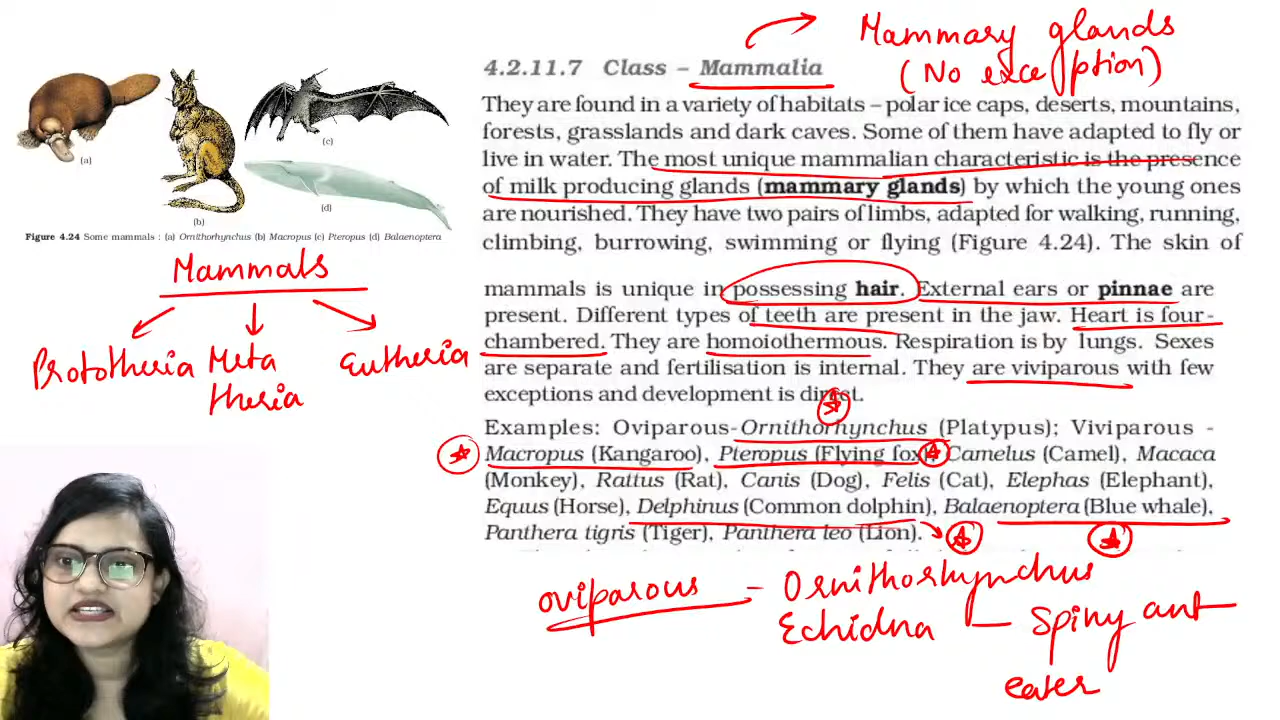 Mammary glands
(No exception)
4.2.11.7 Class – Mammalia
They are found in a variety of habitats – polar ice caps, deserts, mountains,
forests, grasslands and dark caves. Some of them have adapted to fly or
live in water. The most unique mammalian characteristic is the presence
of milk producing glands (mammary glands) by which the young ones
are nourished. They have two pairs of limbs, adapted for walking, running,
climbing, burrowing, swimming or flying (Figure 4.24). The skin of
mammals is unique in possessing hair. External ears or pinnae are
present. Different types of teeth are present in the jaw. Heart is four-
chambered. They are homoiothermous. Respiration is by lungs. Sexes
are separate and fertilisation is internal. They are viviparous with few
exceptions and development is direct.
Examples: Oviparous-Ornithorhynchus (Platypus); Viviparous -
Macropus (Kangaroo), Pteropus (Flying fox), Camelus (Camel), Macaca
(Monkey), Rattus (Rat), Canis (Dog), Felis (Cat), Elephas (Elephant),
Equus (Horse), Delphinus (Common dolphin), Balaenoptera (Blue whale),
Panthera tigris (Tiger), Panthera leo (Lion).
(a)
(b)
(c)
(d)
Figure 4.24 Some mammals : (a) Ornithorhynchus (b) Macropus (c) Pteropus (d) Balaenoptera
Mammals
Prototheria Meta Eutheria
theria
oviparous – Ornithorhynchus
Echidna – Spiny ant
eater